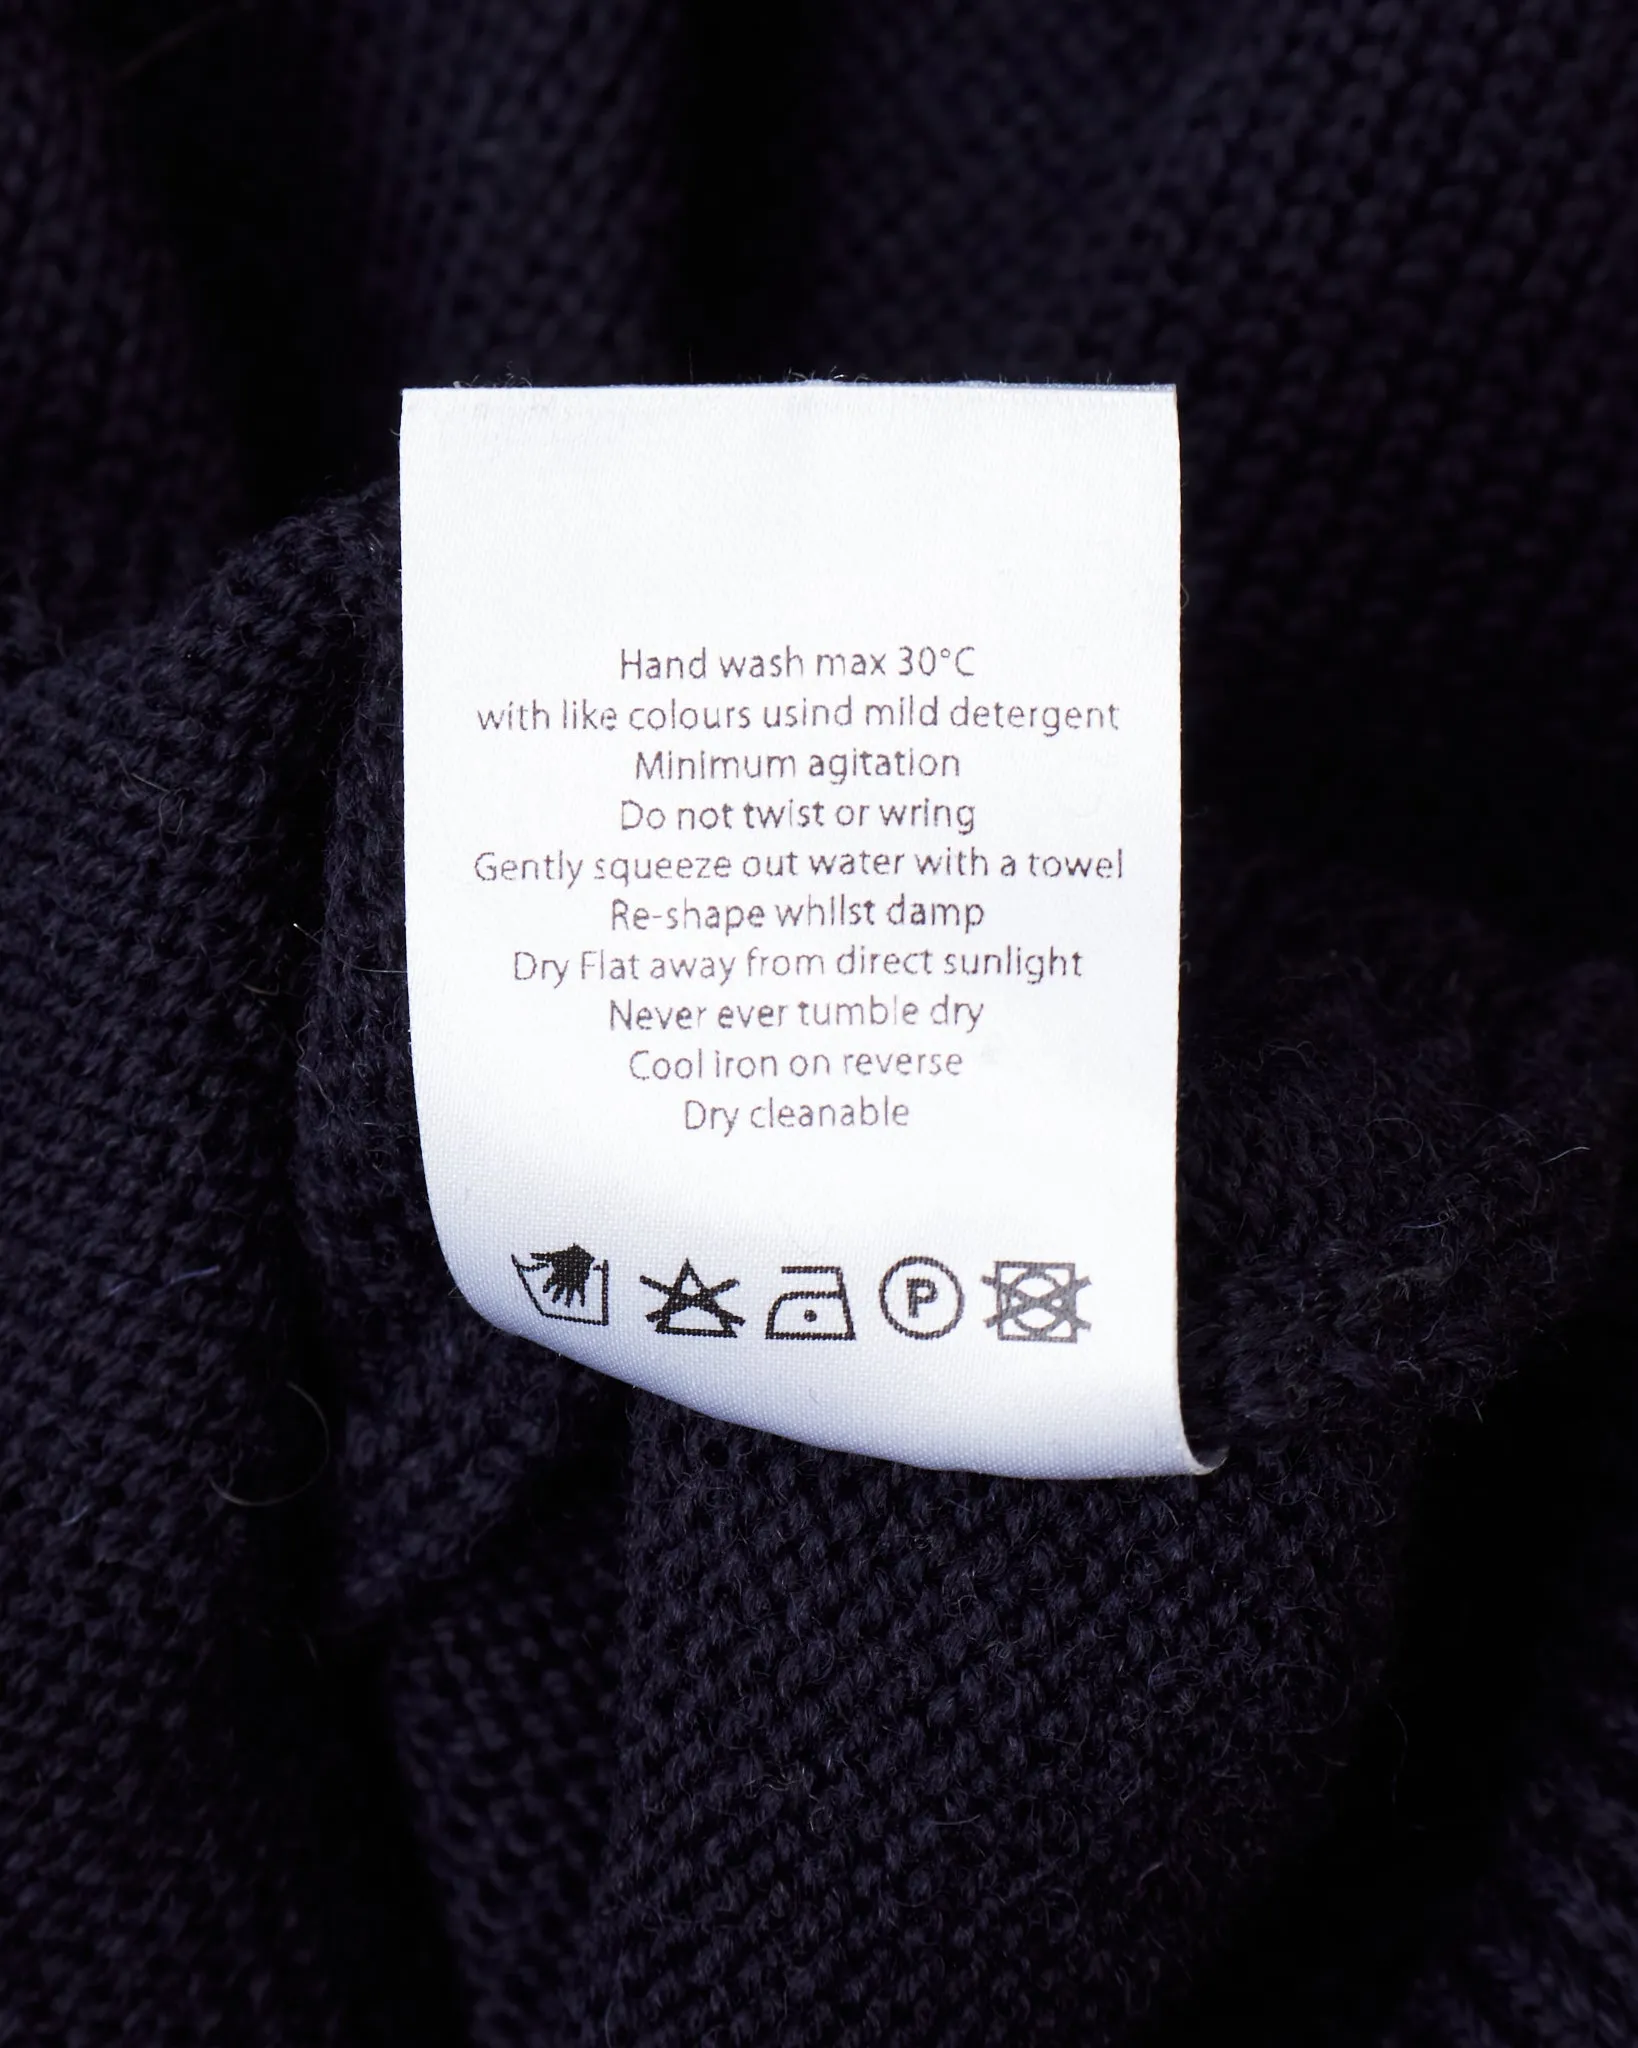 Hand wash max 30°C
with like colours usind mild detergent
Minimum agitation
Do not twist or wring
Gently squeeze out water with a towel
Re-shape whilst damp
Dry Flat away from direct sunlight
Never ever tumble dry
Cool iron on reverse
Dry cleanable
P